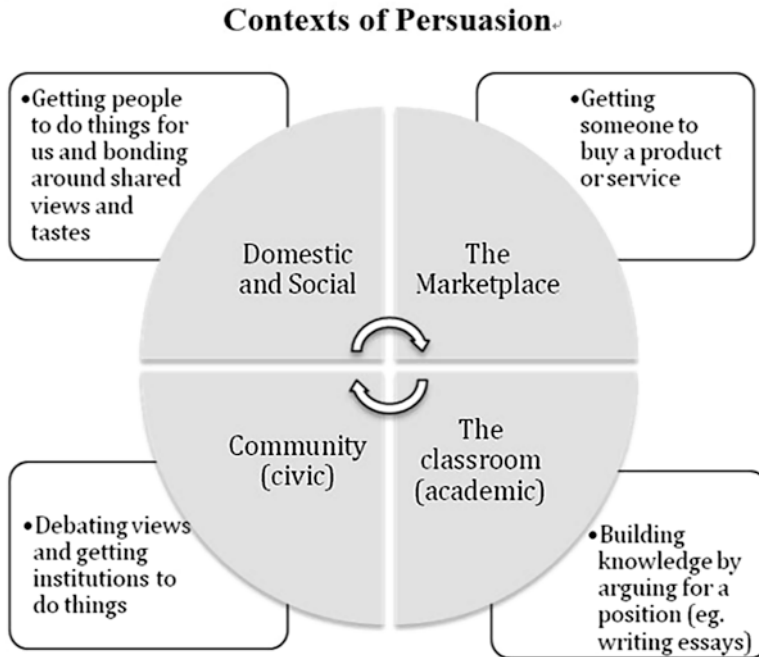 Contexts of Persuasion
•Getting people
to do things for
us and bonding
around shared
views and
tastes
•Getting
someone to
buy a product
or service
Domestic
and Social
The
Marketplace
Community
(civic)
The
classroom
(academic)
•Debating views
and getting
institutions to
do things
•Building
knowledge by
arguing for a
position (eg.
writing essays)